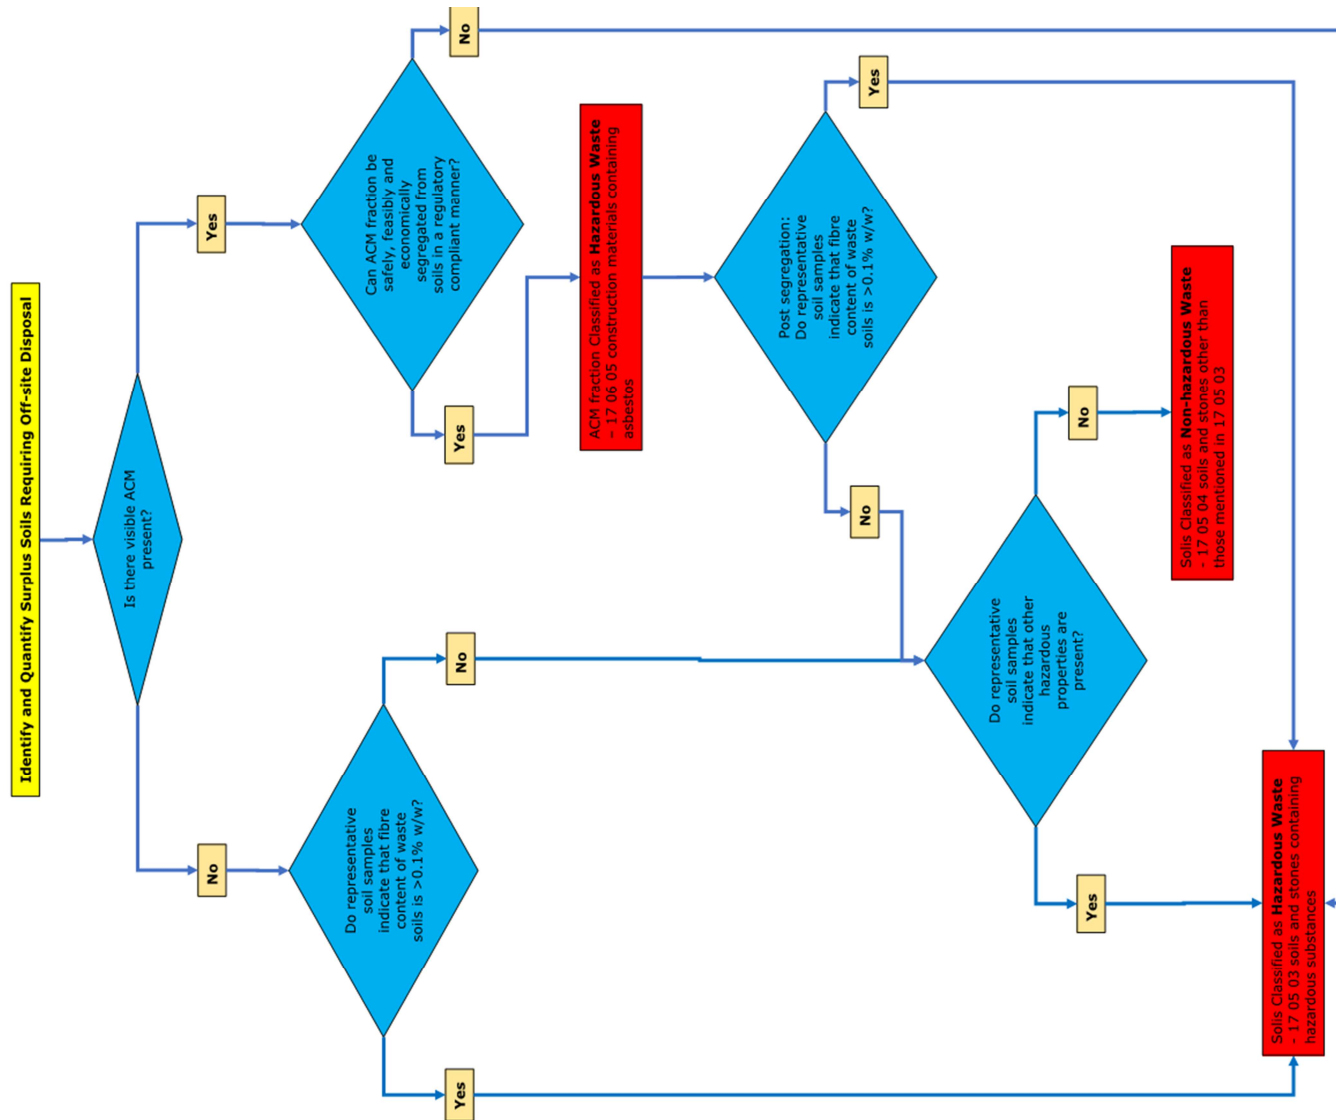 Identify and Quantify Surplus Soils Requiring Off-site Disposal
Is there visible ACM
present?
No
Yes
Do representative
soil samples
indicate that fibre
content of waste
soils is >0.1% w/w?
Yes
No
Can ACM fraction be
safely, feasibly and
economically
segregated from
soils in a regulatory
compliant manner?
Yes
No
ACM fraction Classified as Hazardous Waste
– 17 06 05 construction materials containing
asbestos
Post segregation:
Do representative
soil samples
indicate that fibre
content of waste
soils is >0.1% w/w?
No
Yes
Do representative
soil samples
indicate that other
hazardous
properties are
present?
Yes
No
Solis Classified as Non-hazardous Waste
- 17 05 04 soils and stones other than
those mentioned in 17 05 03
Solis Classified as Hazardous Waste
- 17 05 03 soils and stones containing
hazardous substances